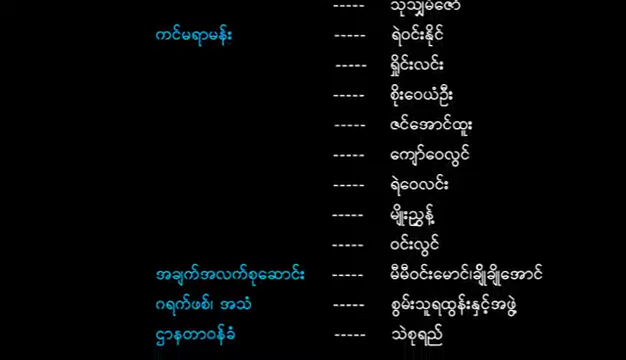 ----- သုသျှမ်ဇော်
ကင်မရာမန်း ----- ရဲဝင်းနိုင်
----- ရှိုင်းလင်း
----- စိုးဝေယံဦး
----- ဇင်အောင်ထူး
----- ကျော်ဝေလွင်
----- ရဲဝေလင်း
----- မျိုးညွန့်
----- ဝင်းလွင်
အချက်အလက်စုဆောင်း ----- မီမီဝင်းမောင်၊ချိုချိုအောင်
ဂရက်ဖစ်၊ အသံ ----- စွမ်းသူရထွန်းနှင့်အဖွဲ့
ဌာနတာဝန်ခံ ----- သဲစုရည်